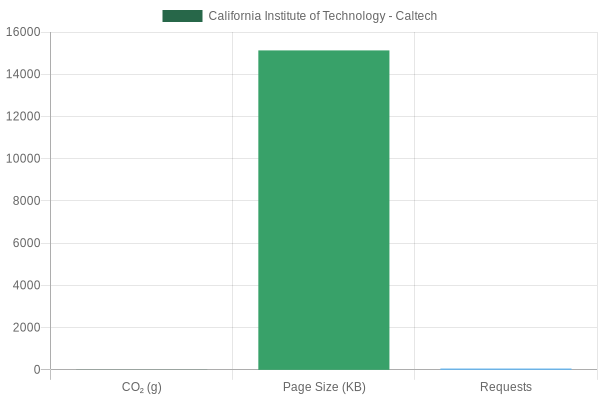 California Institute of Technology - Caltech
16000
14000
12000
10000
8000
6000
4000
2000
0
CO₂ (g)
Page Size (KB)
Requests